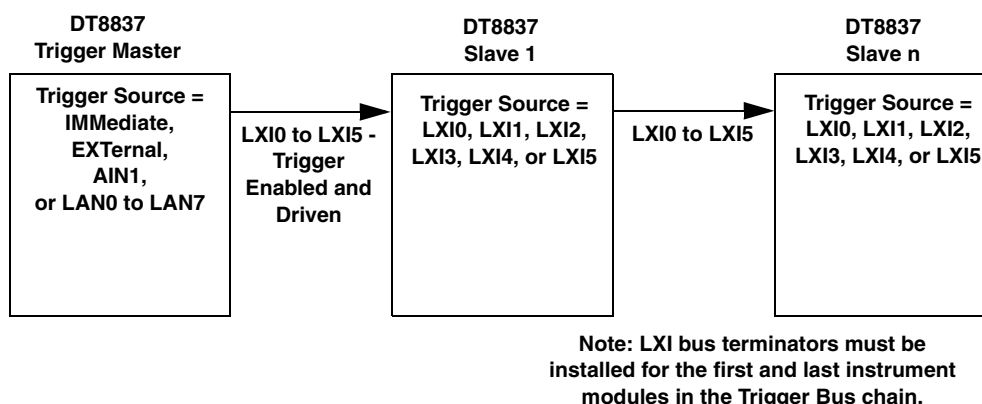 DT8837
Trigger Master
Trigger Source =
IMMediate,
EXTernal,
AIN1,
or LAN0 to LAN7
LXI0 to LXI5 -
Trigger
Enabled and
Driven
DT8837
Slave 1
Trigger Source =
LXI0, LXI1, LXI2,
LXI3, LXI4, or LXI5
LXI0 to LXI5
DT8837
Slave n
Trigger Source =
LXI0, LXI1, LXI2,
LXI3, LXI4, or LXI5
Note: LXI bus terminators must be
installed for the first and last instrument
modules in the Trigger Bus chain.